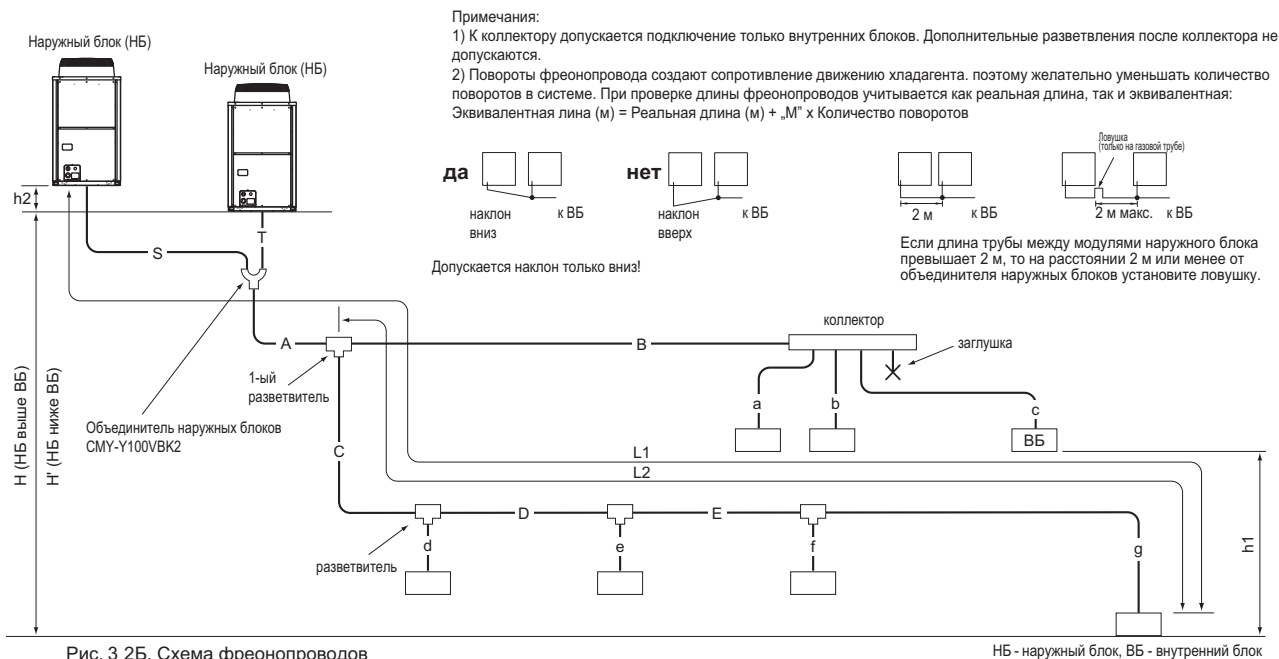 Примечания:
1) К коллектору допускается подключение только внутренних блоков. Дополнительные разветвления после коллектора не
допускаются.
2) Повороты фреонопровода создают сопротивление движению хладагента. поэтому желательно уменьшать количество
поворотов в системе. При проверке длины фреонопроводов учитывается как реальная длина, так и эквивалентная:
Эквивалентная лина (м) = Реальная длина (м) + „M" x Количество поворотов
Наружный блок (НБ)
Наружный блок (НБ)
да
наклон
вниз
к ВБ
нет
наклон
вверх
к ВБ
Допускается наклон только вниз!
2 м
к ВБ
Ловушка
(только на газовой трубе)
2 м макс.
к ВБ
Если длина трубы между модулями наружного блока
превышает 2 м, то на расстоянии 2 м или менее от
объединителя наружных блоков установите ловушку.
h2
S
T
A
B
коллектор
заглушка
1-ый
разветвитель
Объединитель наружных блоков
CMY-Y100VBK2
H (НБ выше ВБ)
H' (НБ ниже ВБ)
a
b
c
ВБ
C
L1
L2
D
E
d
e
f
g
h1
разветвитель
Рис. 3 2Б. Схема фреонопроводов
НБ - наружный блок, ВБ - внутренний блок